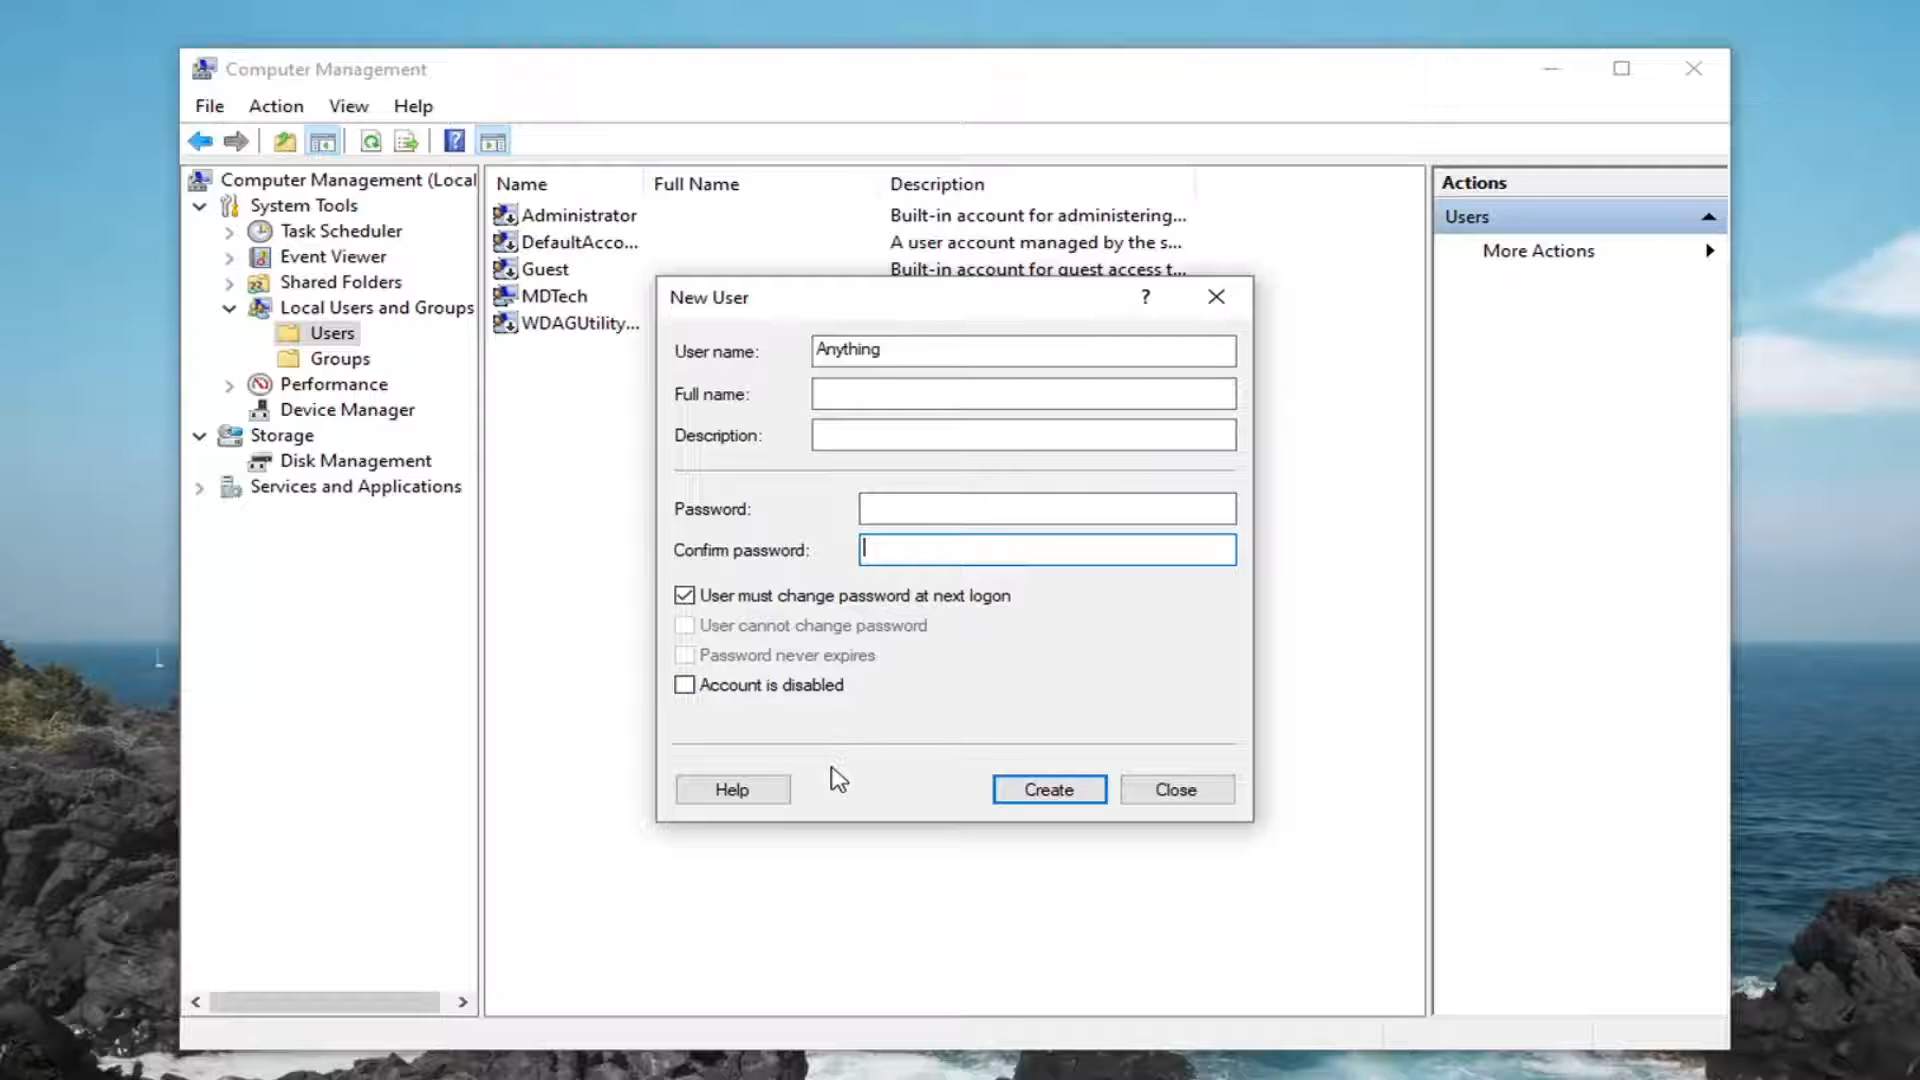 Computer Management
File Action View Help
Computer Management (Local
System Tools
Task Scheduler
Event Viewer
Shared Folders
Local Users and Groups
Users
Groups
Performance
Device Manager
Storage
Disk Management
Services and Applications
Name Full Name Description
Administrator Built-in account for administering...
DefaultAcco... A user account managed by the s...
Guest Built-in account for guest access t...
MDTech
WDAGUtility...
Actions
Users
More Actions
New User
?
User name: Anything
Full name:
Description:
Password:
Confirm password:
User must change password at next logon
User cannot change password
Password never expires
Account is disabled
Help Create Close